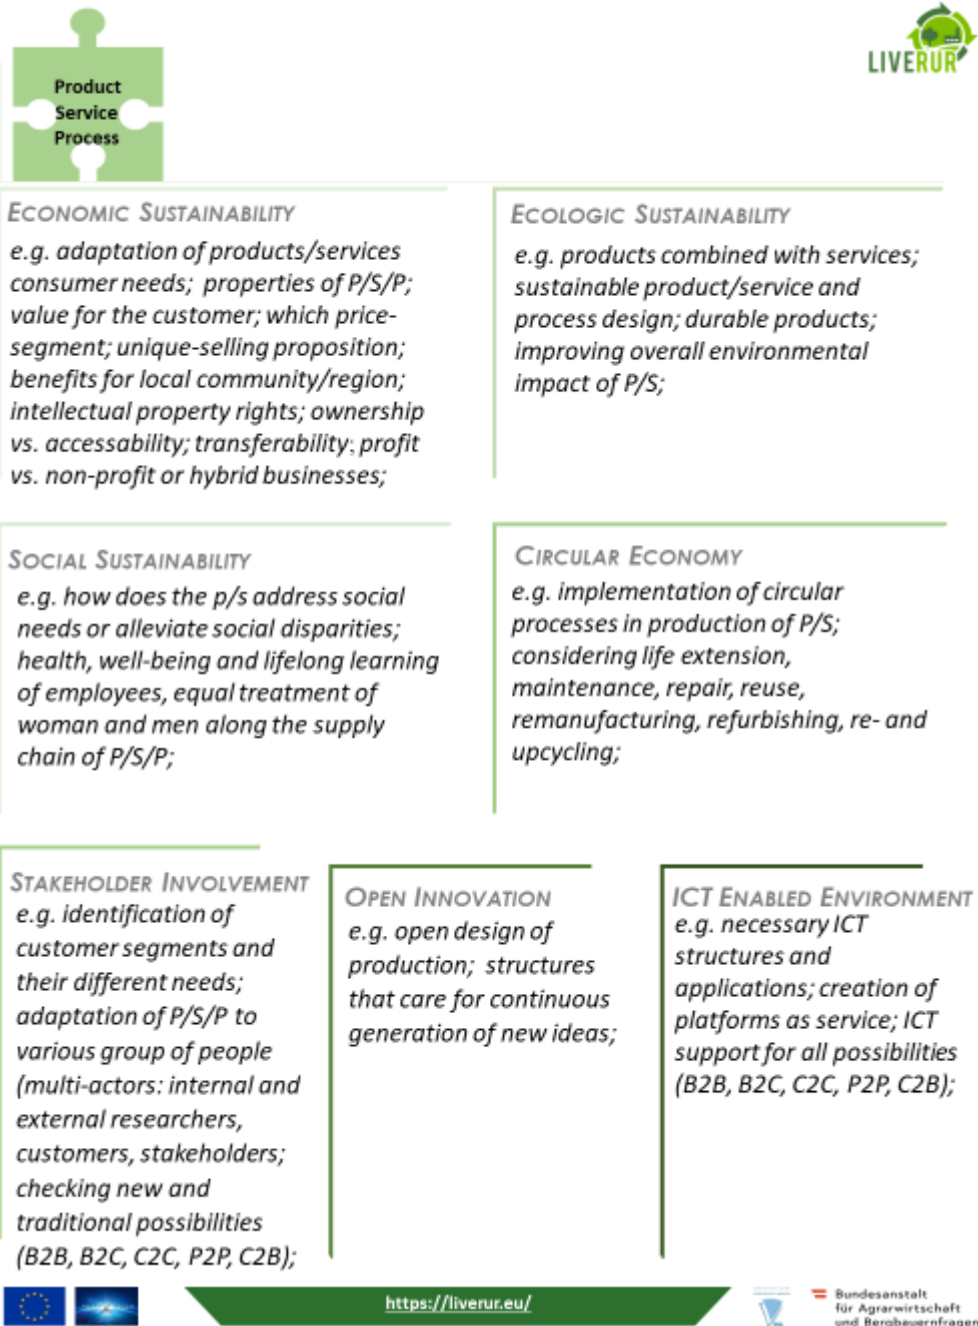 Product
Service
Process
LIVERUR
ECONOMIC SUSTAINABILITY
e.g. adaptation of products/services
consumer needs; properties of P/S/P;
value for the customer; which price-
segment; unique-selling proposition;
benefits for local community/region;
intellectual property rights; ownership
vs. accessability; transferability; profit
vs. non-profit or hybrid businesses;
ECOLOGIC SUSTAINABILITY
e.g. products combined with services;
sustainable product/service and
process design; durable products;
improving overall environmental
impact of P/S;
SOCIAL SUSTAINABILITY
e.g. how does the p/s address social
needs or alleviate social disparities;
health, well-being and lifelong learning
of employees, equal treatment of
woman and men along the supply
chain of P/S/P;
CIRCULAR ECONOMY
e.g. implementation of circular
processes in production of P/S;
considering life extension,
maintenance, repair, reuse,
remanufacturing, refurbishing, re- and
upcycling;
STAKEHOLDER INVOLVEMENT
e.g. identification of
customer segments and
their different needs;
adaptation of P/S/P to
various group of people
(multi-actors: internal and
external researchers,
customers, stakeholders;
checking new and
traditional possibilities
(B2B, B2C, C2C, P2P, C2B);
OPEN INNOVATION
e.g. open design of
production; structures
that care for continuous
generation of new ideas;
ICT ENABLED ENVIRONMENT
e.g. necessary ICT
structures and
applications; creation of
platforms as service; ICT
support for all possibilities
(B2B, B2C, C2C, P2P, C2B);
https://liverur.eu/
Bundesanstalt
für Agrarwirtschaft
und Bergbauernfragen